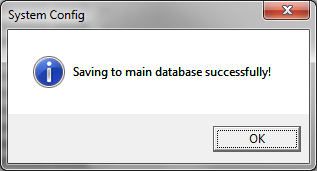 System Config
Saving to main database successfully!
OK